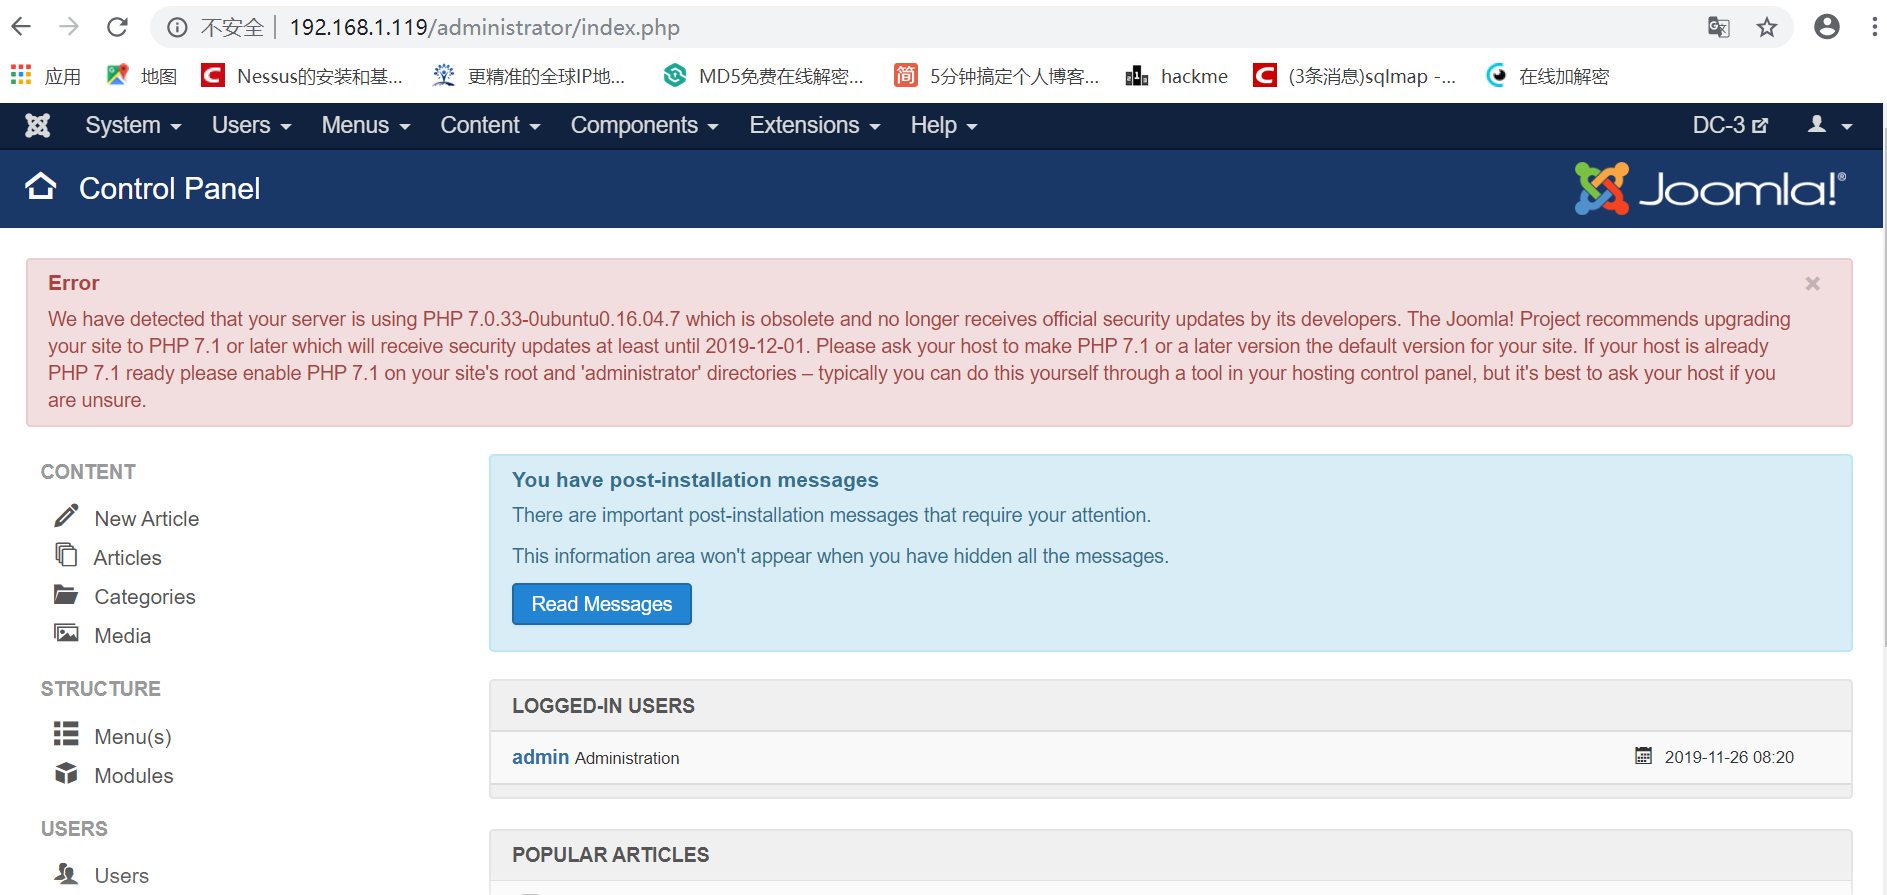 不安全 192.168.1.119/administrator/index.php
应用 地图 Nessus的安装和基... 更精准的全球IP地... MD5免费在线解密... 5分钟搞定个人博客... hackme (3条消息)sqlmap -... 在线加解密
System Users Menus Content Components Extensions Help DC-3
Control Panel Joomla!®
Error
We have detected that your server is using PHP 7.0.33-0ubuntu0.16.04.7 which is obsolete and no longer receives official security updates by its developers. The Joomla! Project recommends upgrading
your site to PHP 7.1 or later which will receive security updates at least until 2019-12-01. Please ask your host to make PHP 7.1 or a later version the default version for your site. If your host is already
PHP 7.1 ready please enable PHP 7.1 on your site's root and 'administrator' directories – typically you can do this yourself through a tool in your hosting control panel, but it's best to ask your host if you
are unsure.
CONTENT
New Article
Articles
Categories
Media
STRUCTURE
Menu(s)
Modules
USERS
Users
You have post-installation messages
There are important post-installation messages that require your attention.
This information area won't appear when you have hidden all the messages.
Read Messages
LOGGED-IN USERS
admin Administration 2019-11-26 08:20
POPULAR ARTICLES